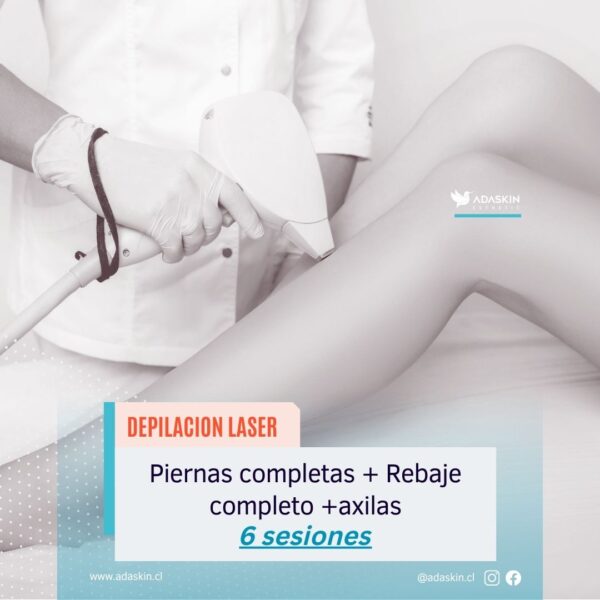 ADASKIN
DEPILACION LASER
Piernas completas + Rebaje
completo +axilas
6 sesiones
www.adaskin.cl
@adaskin.cl